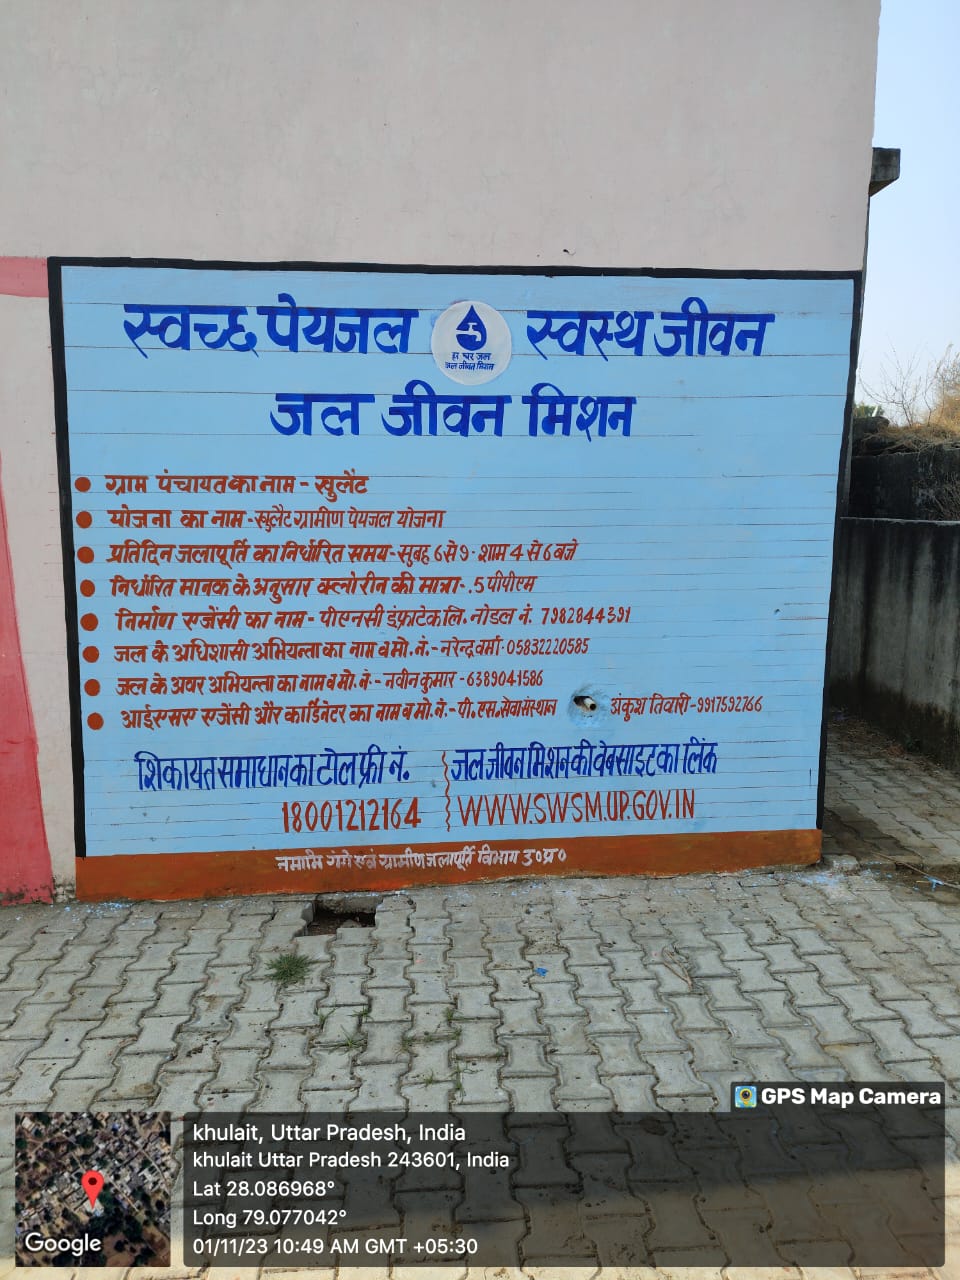 स्वच्छ पेयजल स्वस्थ जीवन
हर घर जल
जल जीवन मिशन
जल जीवन मिशन
ग्राम पंचायत का नाम - खुलैट
योजना का नाम - खुलैट ग्रामीण पेयजल योजना
प्रतिदिन जलापूर्ति का निर्धारित समय - सुबह 6 से 9 - शाम 4 से 6 बजे
निर्धारित मानक के अनुसार क्लोरीन की मात्रा - .5 पीपीएम
निर्माण एजेंसी का नाम - पीएनसी इंफ्राटेक लि. नोडल नं. 7982844391
जल के अधिशासी अभियन्ता का नाम व मो. नं. - नरेन्द्र वर्मा - 05832220585
जल के अवर अभियन्ता का नाम व मो. नं. - नवीन कुमार - 6389041586
आईएसए एजेंसी और कार्डिनेटर का नाम व मो. नं. - पी. एस. सेवा संस्थान अंकुश तिवारी - 9917592766
शिकायत समाधान का टोल फ्री नं. जल जीवन मिशन की वेबसाइट का लिंक
18001212164 WWW.SWSM.UP.GOV.IN
नमामि गंगे एवं ग्रामीण जलापूर्ति विभाग उ०प्र०
GPS Map Camera
khulait, Uttar Pradesh, India
khulait Uttar Pradesh 243601, India
Lat 28.086968°
Long 79.077042°
01/11/23 10:49 AM GMT +05:30
Google